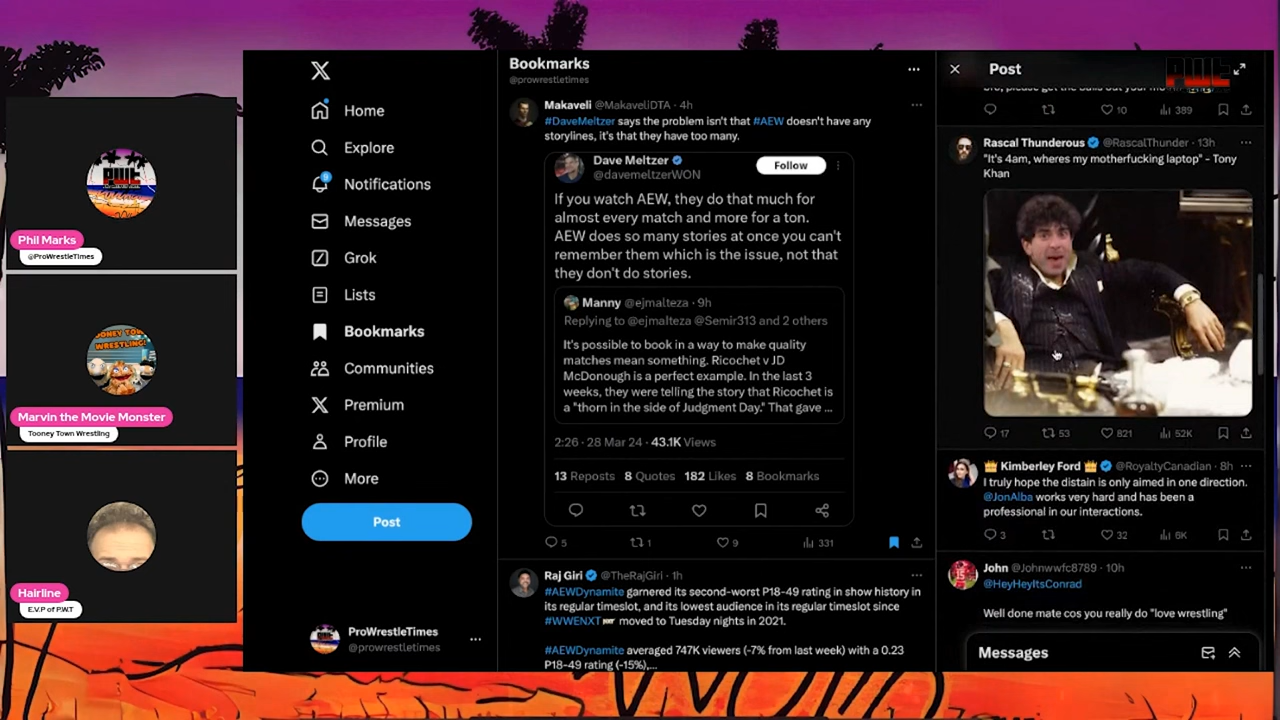 Phil Marks
@ProWrestleTimes
TOONEY TOWN
WRESTLING!
Marvin the Movie Monster
Tooney Town Wrestling
Hairline
E.V.P of P.W.T
Home
Explore
Notifications
Messages
Grok
Lists
Bookmarks
Communities
Premium
Profile
More
Post
ProWrestleTimes
@prowrestletimes
Bookmarks
@prowrestletimes
Makaveli @MakaveliDTA · 4h
#DaveMeltzer says the problem isn't that #AEW doesn't have any
storylines, it's that they have too many.
Dave Meltzer
@davemeltzerWON
Follow
If you watch AEW, they do that much for
almost every match and more for a ton.
AEW does so many stories at once you can't
remember them which is the issue, not that
they don't do stories.
Manny @ejmalteza · 9h
Replying to @ejmalteza @Semir313 and 2 others
It's possible to book in a way to make quality
matches mean something. Ricochet v JD
McDonough is a perfect example. In the last 3
weeks, they were telling the story that Ricochet is
a "thorn in the side of Judgment Day." That gave ...
2:26 · 28 Mar 24 · 43.1K Views
13 Reposts 8 Quotes 182 Likes 8 Bookmarks
5 1 9 331
Raj Giri @TheRajGiri · 1h
#AEWDynamite garnered its second-worst P18-49 rating in show history in
its regular timeslot, and its lowest audience in its regular timeslot since
#WWENXT moved to Tuesday nights in 2021.
#AEWDynamite averaged 747K viewers (-7% from last week) with a 0.23
P18-49 rating (-15%),...
Post
PWT
10 389
Rascal Thunderous @RascalThunder · 13h
"It's 4am, wheres my motherfucking laptop" - Tony
Khan
17 53 821 52K
Kimberley Ford @RoyaltyCanadian · 8h
I truly hope the distain is only aimed in one direction.
@JonAlba works very hard and has been a
professional in our interactions.
3 32 6K
John @Johnwwfc8789 · 10h
@HeyHeyItsConrad
Well done mate cos you really do "love wrestling"
Messages